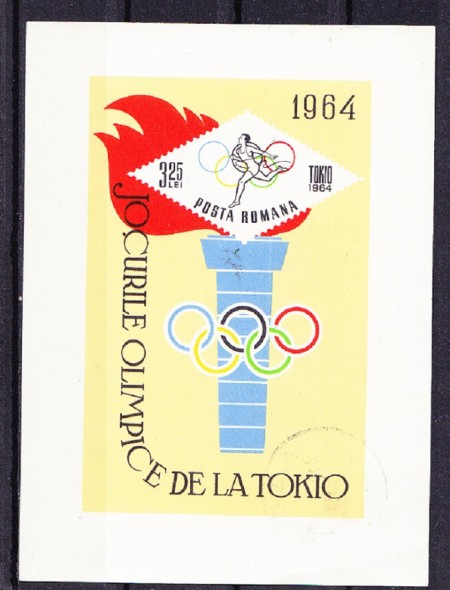 1964
3.25
LEI
TOKIO
1964
POSTA ROMANA
JOCURILE OLIMPICE DE LA TOKIO